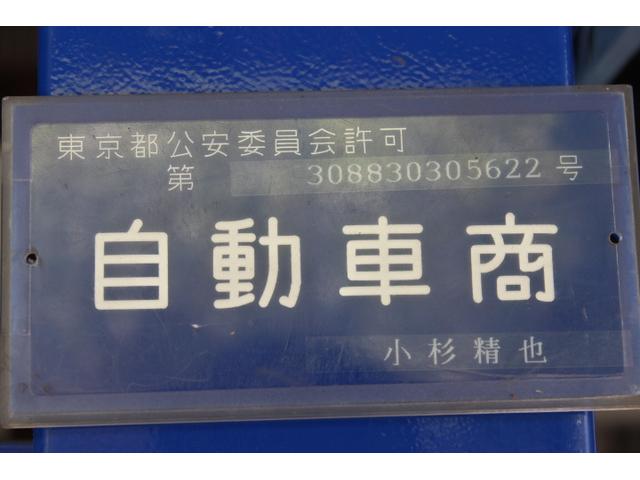 東京都公安委員会許可
第 308830305622 号
自動車商
小杉精也